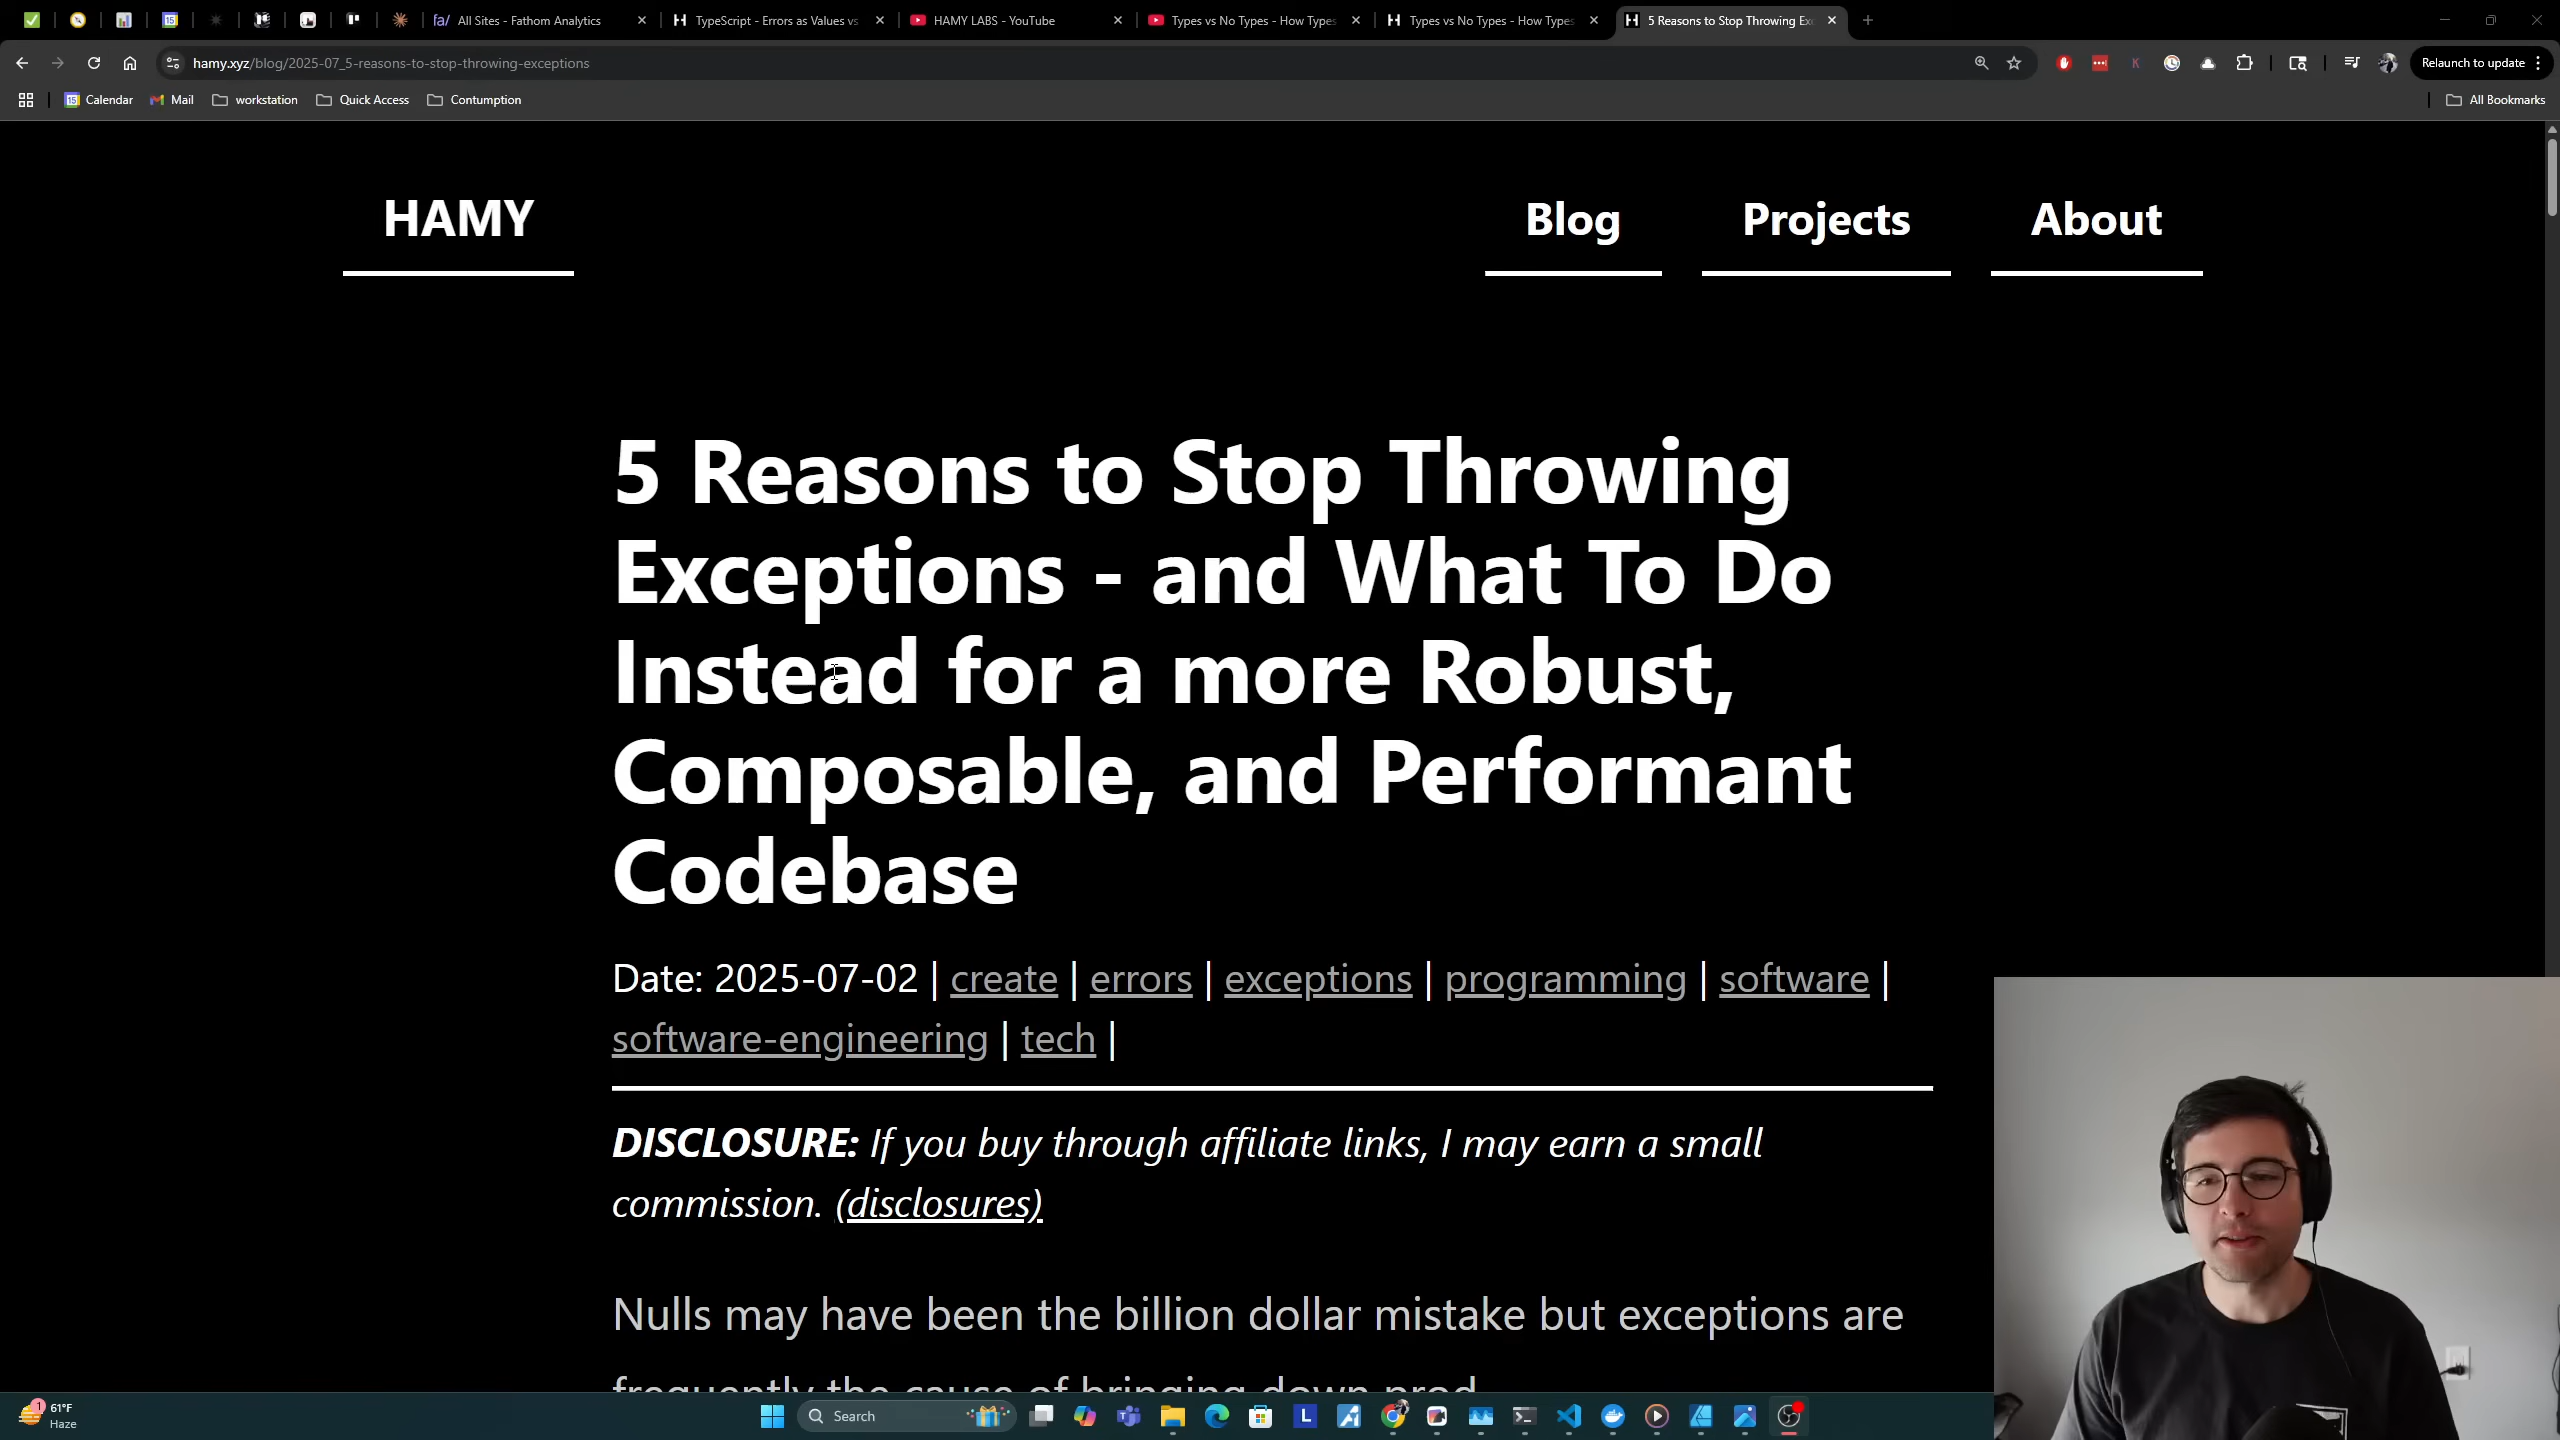 All Sites - Fathom Analytics
TypeScript - Errors as Values vs
HAMY LABS - YouTube
Types vs No Types - How Types
Types vs No Types - How Types
5 Reasons to Stop Throwing Ex
hamy.xyz/blog/2025-07_5-reasons-to-stop-throwing-exceptions
Relaunch to update
Calendar
Mail
workstation
Quick Access
Contumption
All Bookmarks
HAMY
Blog
Projects
About
5 Reasons to Stop Throwing
Exceptions - and What To Do
Instead for a more Robust,
Composable, and Performant
Codebase
Date: 2025-07-02 | create | errors | exceptions | programming | software |
software-engineering | tech |
DISCLOSURE: If you buy through affiliate links, I may earn a small
commission. (disclosures)
Nulls may have been the billion dollar mistake but exceptions are
frequently the cause of bringing down prod
1
61°F
Haze
Search